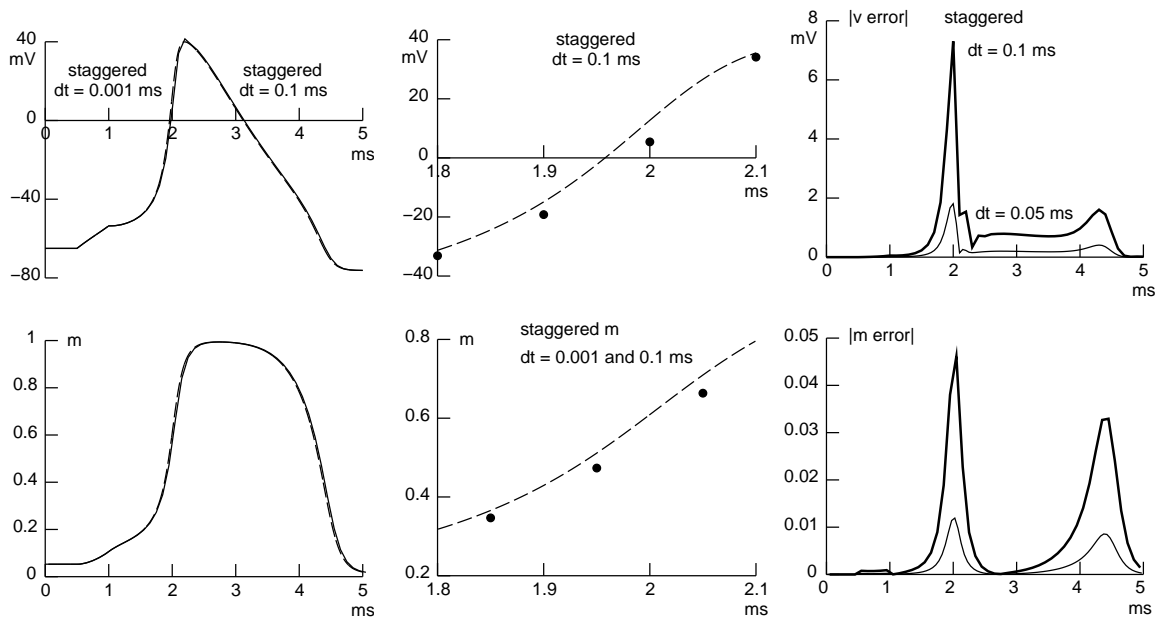 40
mV
staggered
dt = 0.001 ms
staggered
dt = 0.1 ms
0
0
1
2
3
4
5
ms
−40
−80
40
mV
staggered
dt = 0.1 ms
20
0
1.8
1.9
2
2.1
ms
−20
−40
8
|v error|
staggered
mV
dt = 0.1 ms
6
4
2
dt = 0.05 ms
0
0
1
2
3
4
5
ms
1
m
0.8
0.6
0.4
0.2
0
0
1
2
3
4
5
ms
0.8
m
staggered m
dt = 0.001 and 0.1 ms
0.6
0.4
0.2
1.8
1.9
2
2.1
ms
|m error|
0.05
0.04
0.03
0.02
0.01
0
0
1
2
3
4
5
ms